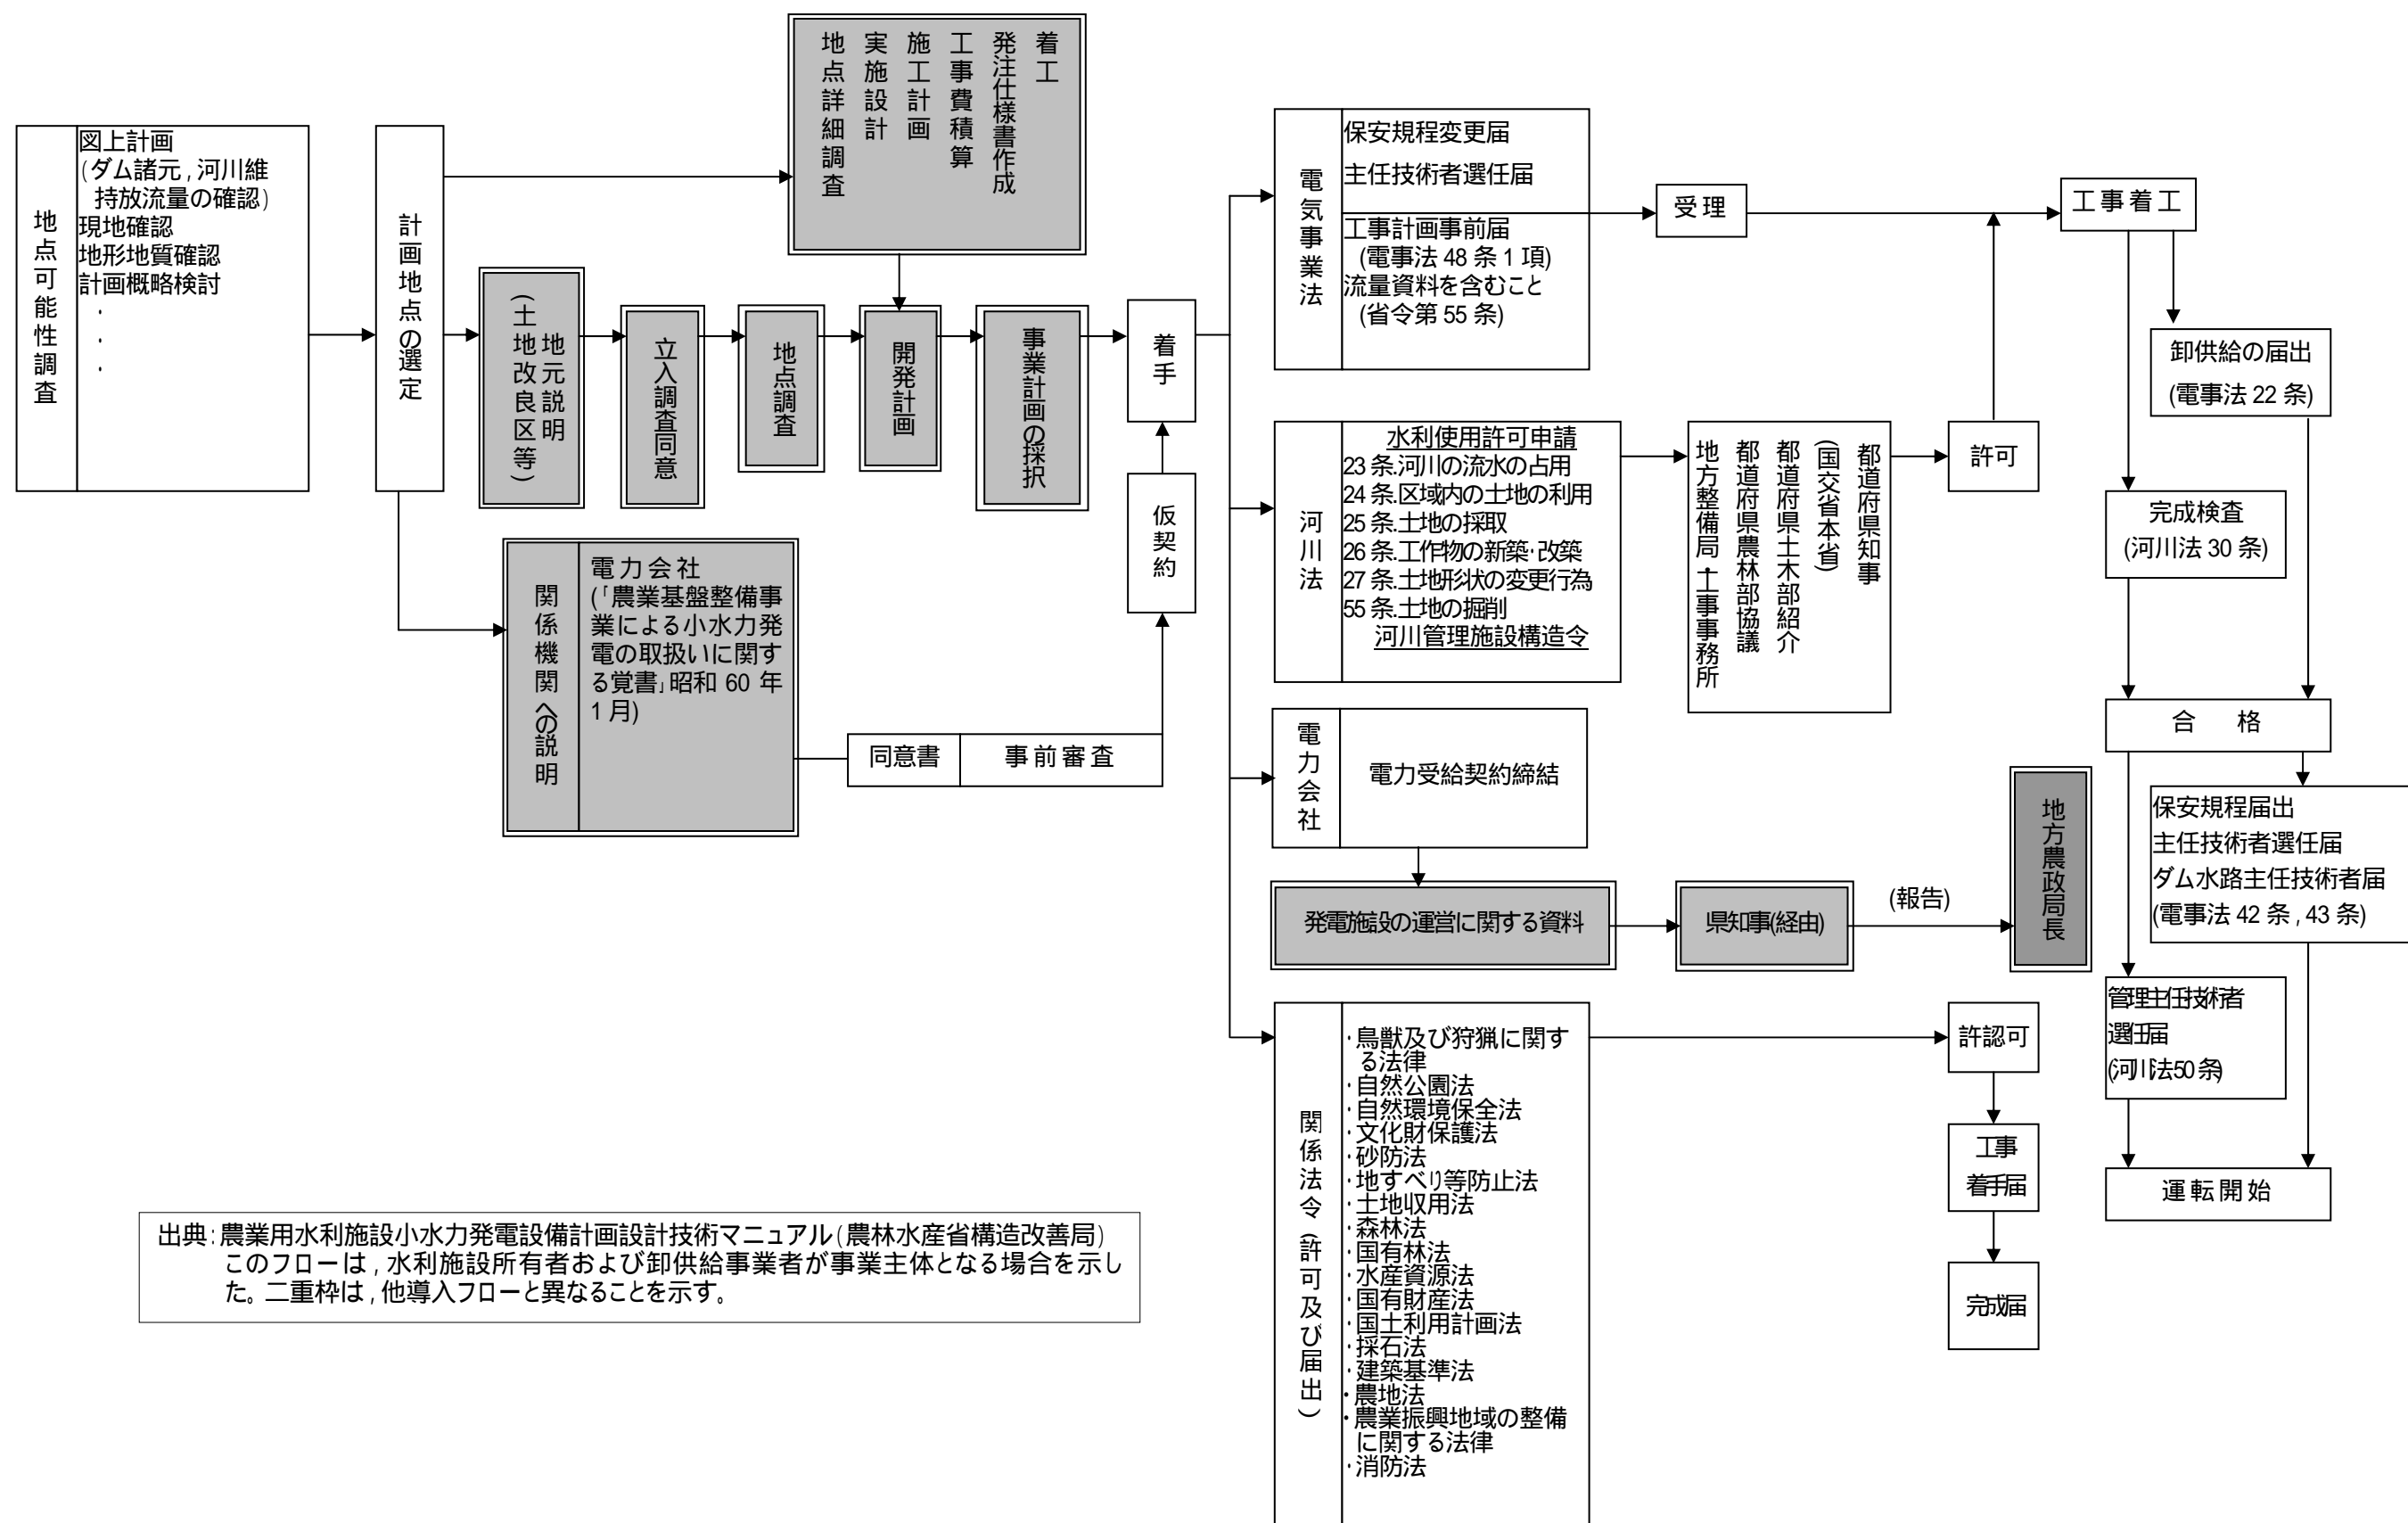 地点可能性調査
図上計画
(ダム諸元,河川維
持放流量の確認)
現地確認
地形地質確認
計画概略検討
・
・
・
計画地点の選定
地点詳細調査
実施設計
施工計画
工事費積算
発注仕様書作成
着工
地元説明
(土地改良区等)
立入調査同意
地点調査
開発計画
事業計画の採択
着手
仮契約
関係機関への説明
電力会社
(「農業基盤整備事
業による小水力発
電の取扱いに関す
る覚書」昭和 60 年
1 月)
同意書
事前審査
電気事業法
保安規程変更届
主任技術者選任届
工事計画事前届
(電事法 48 条 1 項)
流量資料を含むこと
(省令第 55 条)
受理
工事着工
卸供給の届出
(電事法 22 条)
河川法
水利使用許可申請
23 条.河川の流水の占用
24 条.区域内の土地の利用
25 条.土地の採取
26 条.工作物の新築・改築
27 条.土地形状の変更行為
55 条.土地の掘削
河川管理施設構造令
地方整備局・工事事務所
都道府県農林部協議
都道府県土木部紹介
(国交省本省)
都道府県知事
許可
完成検査
(河川法 30 条)
合 格
電力会社
電力受給契約締結
発電施設の運営に関する資料
県知事(経由)
(報告)
地方農政局長
保安規程届出
主任技術者選任届
ダム水路主任技術者届
(電事法 42 条,43 条)
管理主任技術者
選任届
(河川法50条)
運転開始
関係法令(許可及び届出)
・鳥獣及び狩猟に関す
る法律
・自然公園法
・自然環境保全法
・文化財保護法
・砂防法
・地すべり等防止法
・土地収用法
・森林法
・国有林法
・水産資源法
・国有財産法
・国土利用計画法
・採石法
・建築基準法
・農地法
・農業振興地域の整備
に関する法律
・消防法
許認可
工事
着手届
完成届
出典:農業用水利施設小水力発電設備計画設計技術マニュアル(農林水産省構造改善局)
このフローは,水利施設所有者および卸供給事業者が事業主体となる場合を示し
た。二重枠は,他導入フローと異なることを示す。